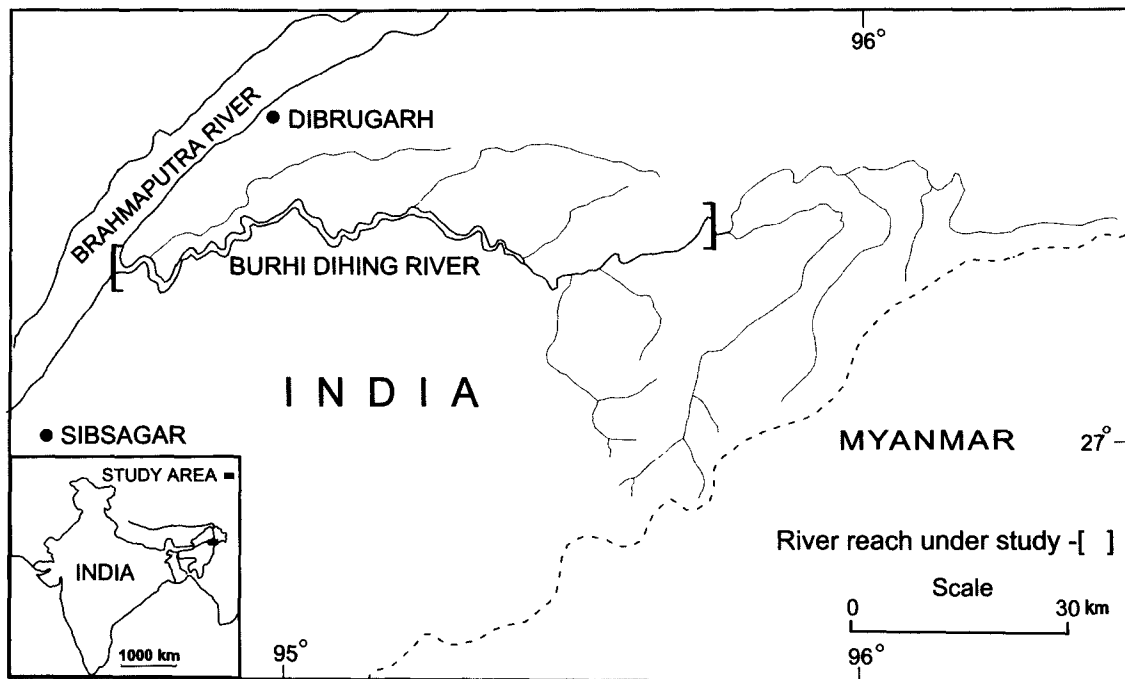 96°
BRAHMAPUTRA RIVER
DIBRUGARH
BURHI DIHING RIVER
INDIA
SIBSAGAR
MYANMAR
27°
STUDY AREA
INDIA
1000 km
River reach under study -[ ]
Scale
0 30 km
95°
96°